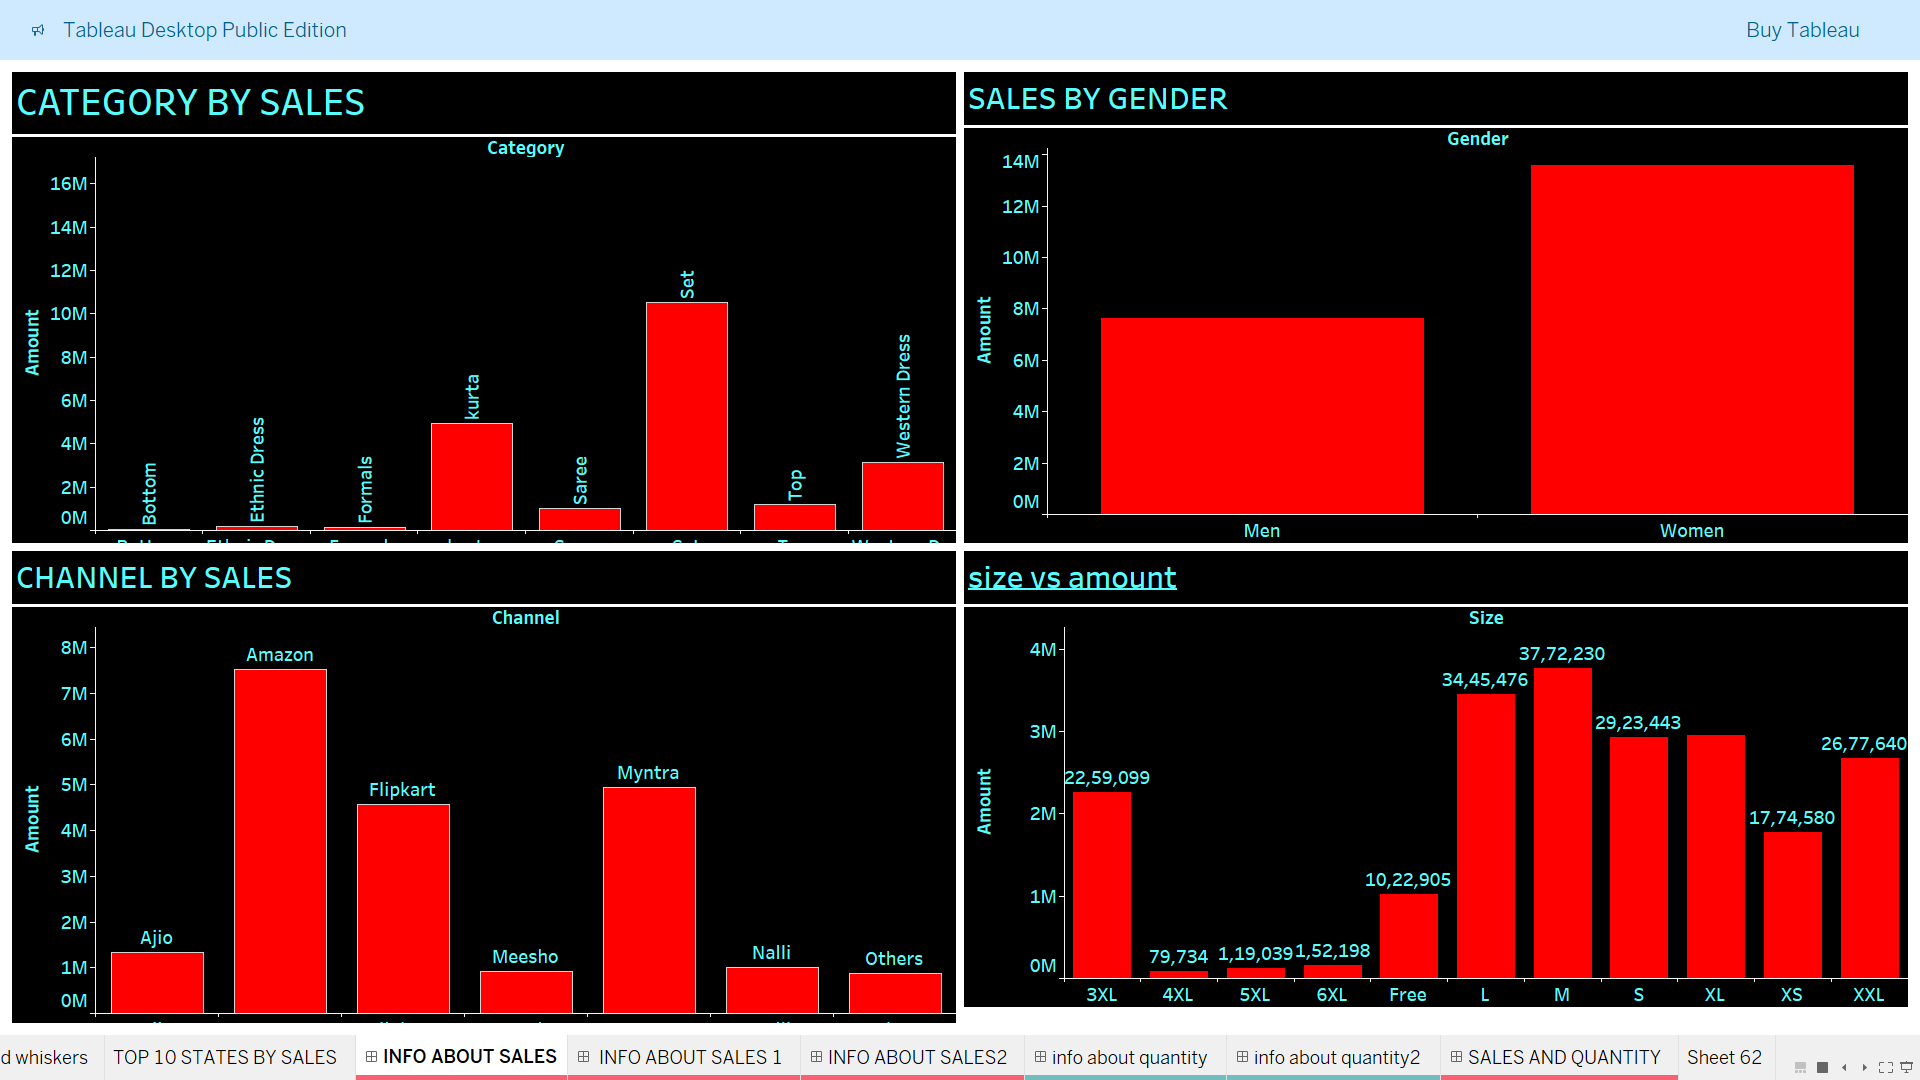 Tableau Desktop Public Edition
Buy Tableau
CATEGORY BY SALES
Category
16M
14M
12M
10M
8M
6M
4M
2M
0M
Amount
Bottom
Ethnic Dress
Formals
kurta
Saree
Set
Top
Western Dress
SALES BY GENDER
Gender
14M
12M
10M
8M
6M
4M
2M
0M
Amount
Men
Women
CHANNEL BY SALES
Channel
8M
7M
6M
5M
4M
3M
2M
1M
0M
Amount
Ajio
Amazon
Flipkart
Meesho
Myntra
Nalli
Others
size vs amount
Size
4M
3M
2M
1M
0M
Amount
22,59,099
79,734
1,19,039
1,52,198
10,22,905
34,45,476
37,72,230
29,23,443
17,74,580
26,77,640
3XL 4XL 5XL 6XL Free L M S XL XS XXL
d whiskers TOP 10 STATES BY SALES INFO ABOUT SALES INFO ABOUT SALES 1 INFO ABOUT SALES2 info about quantity info about quantity2 SALES AND QUANTITY Sheet 62